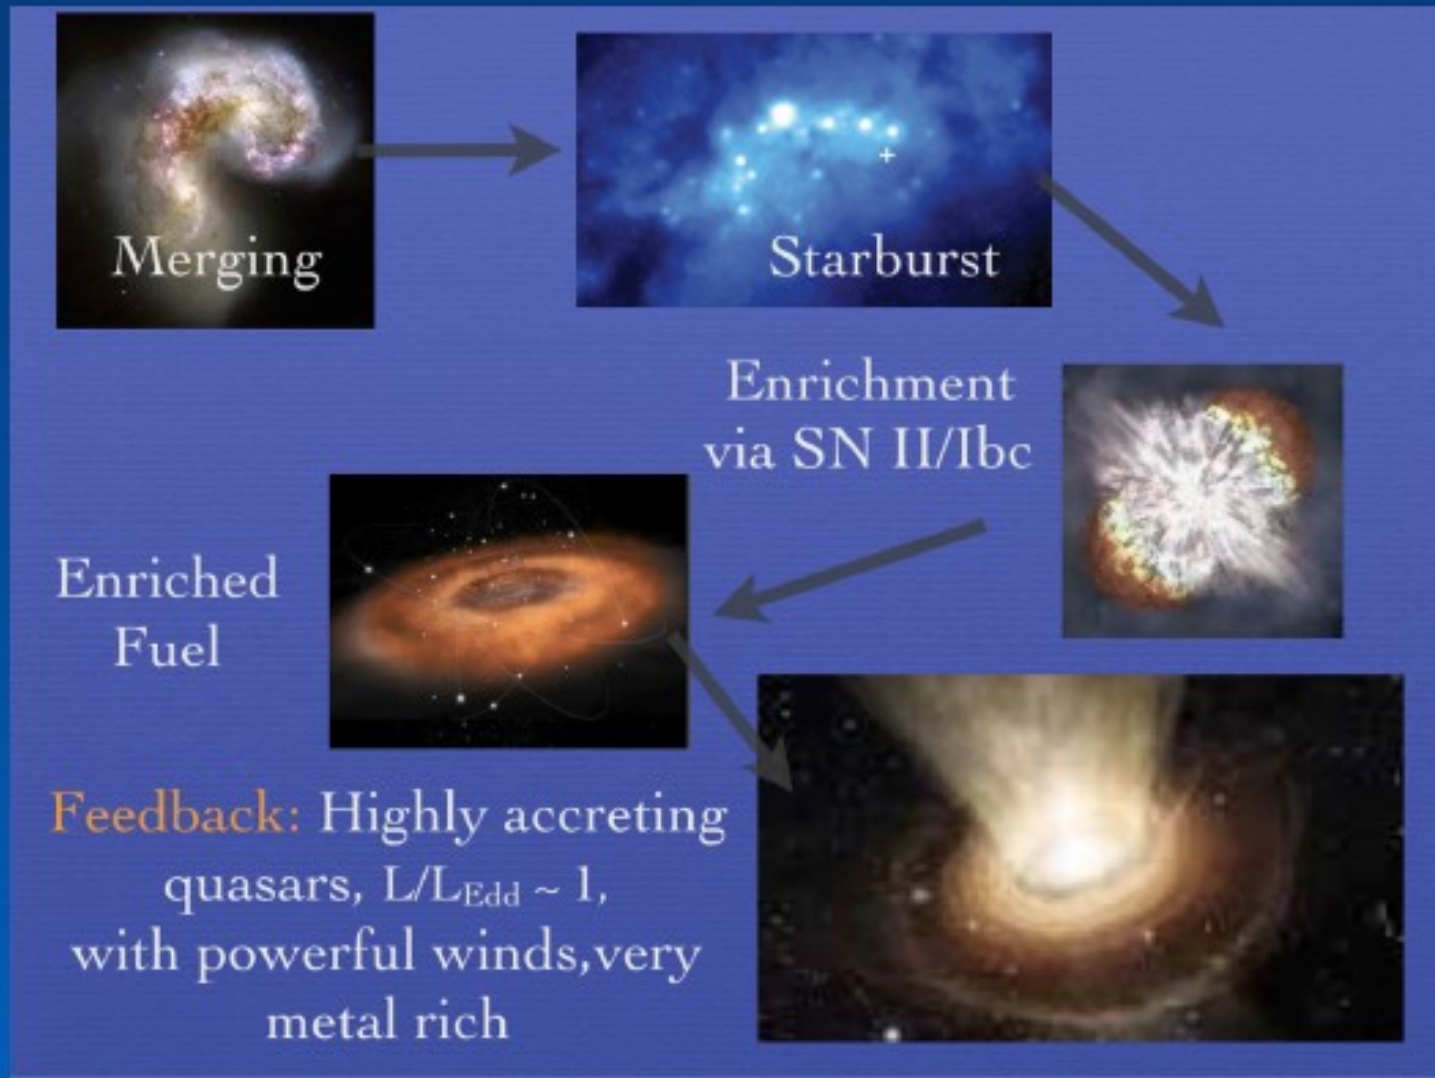 Merging
Starburst
Enrichment
via SN II/Ibc
Enriched
Fuel
Feedback: Highly accreting
quasars, L/LEdd ~ 1,
with powerful winds,very
metal rich